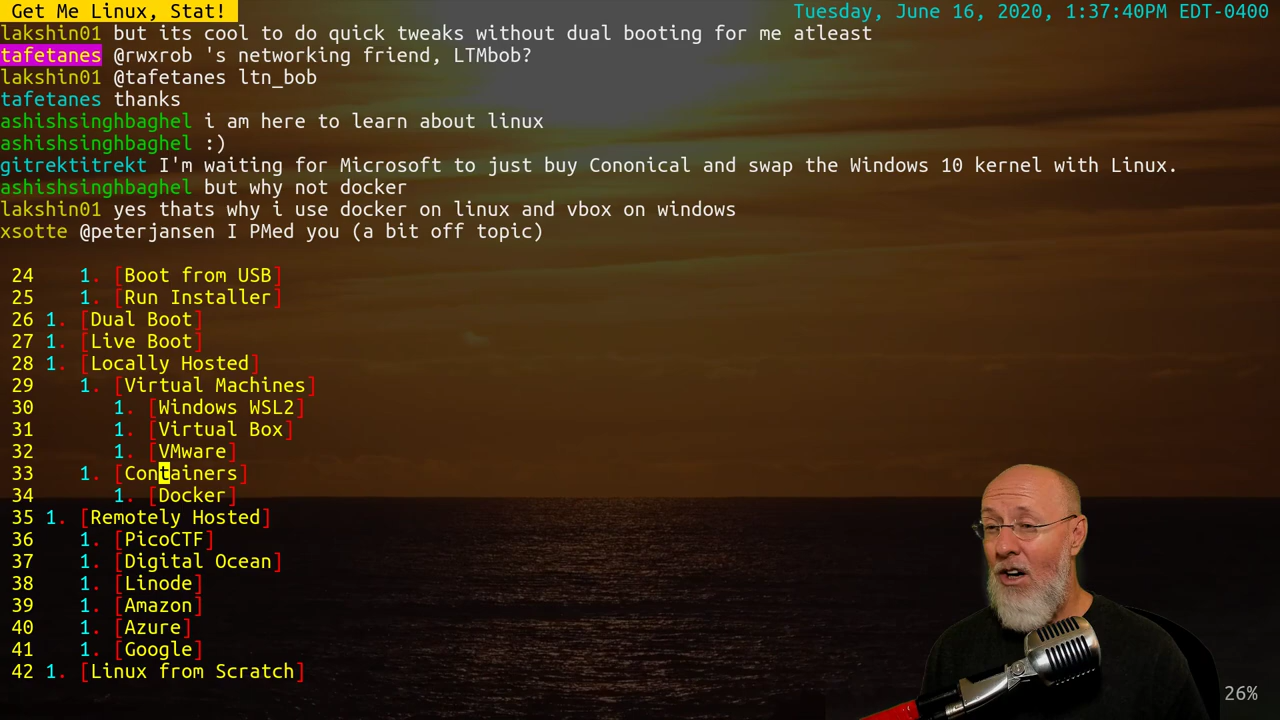 Get Me Linux, Stat!
Tuesday, June 16, 2020, 1:37:40PM EDT-0400
lakshin01 but its cool to do quick tweaks without dual booting for me atleast
tafetanes @rwxrob 's networking friend, LTMbob?
lakshin01 @tafetanes ltn_bob
tafetanes thanks
ashishsinghbaghel i am here to learn about linux
ashishsinghbaghel :)
gitrektitrekt I'm waiting for Microsoft to just buy Cononical and swap the Windows 10 kernel with Linux.
ashishsinghbaghel but why not docker
lakshin01 yes thats why i use docker on linux and vbox on windows
xsotte @peterjansen I PMed you (a bit off topic)
24 1. [Boot from USB]
25 1. [Run Installer]
26 1. [Dual Boot]
27 1. [Live Boot]
28 1. [Locally Hosted]
29 1. [Virtual Machines]
30 1. [Windows WSL2]
31 1. [Virtual Box]
32 1. [VMware]
33 1. [Containers]
34 1. [Docker]
35 1. [Remotely Hosted]
36 1. [PicoCTF]
37 1. [Digital Ocean]
38 1. [Linode]
39 1. [Amazon]
40 1. [Azure]
41 1. [Google]
42 1. [Linux from Scratch]
26%